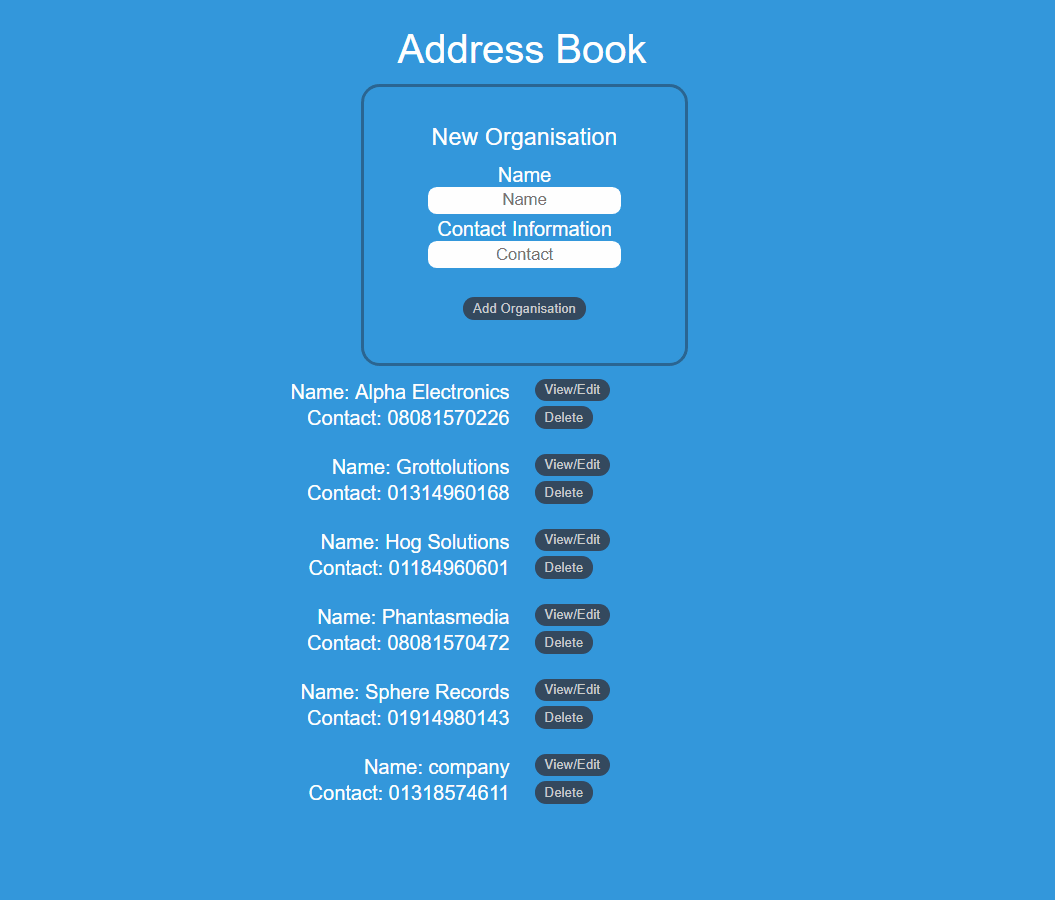 Address Book
New Organisation
Name
Name
Contact Information
Contact
Add Organisation
Name: Alpha Electronics
View/Edit
Contact: 08081570226
Delete
Name: Grottolutions
View/Edit
Contact: 01314960168
Delete
Name: Hog Solutions
View/Edit
Contact: 01184960601
Delete
Name: Phantasmedia
View/Edit
Contact: 08081570472
Delete
Name: Sphere Records
View/Edit
Contact: 01914980143
Delete
Name: company
View/Edit
Contact: 01318574611
Delete